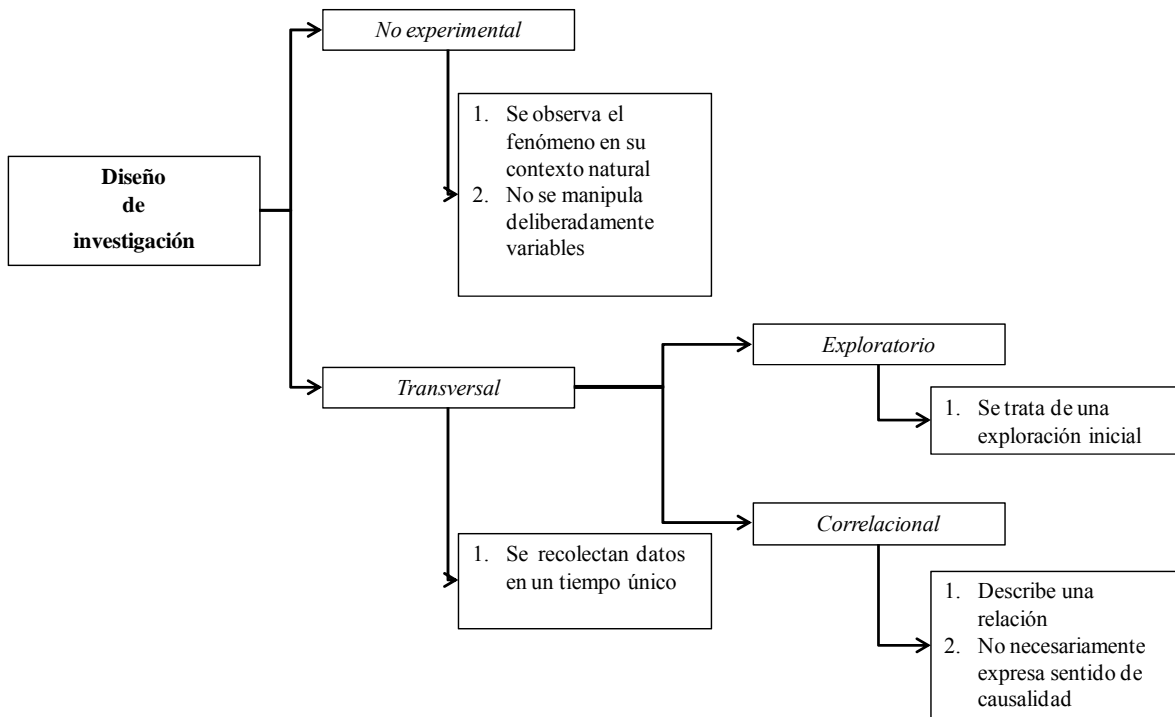 No experimental
1. Se observa el
fenómeno en su
contexto natural
2. No se manipula
deliberadamente
variables
Diseño
de
investigación
Transversal
1. Se recolectan datos
en un tiempo único
Exploratorio
1. Se trata de una
exploración inicial
Correlacional
1. Describe una
relación
2. No necesariamente
expresa sentido de
causalidad